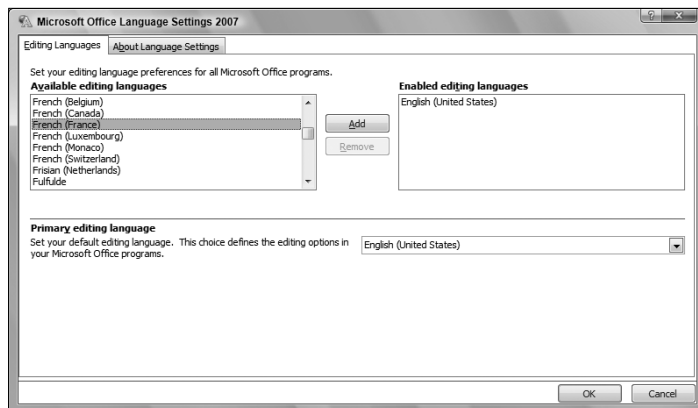 Microsoft Office Language Settings 2007
Editing Languages
About Language Settings
Set your editing language preferences for all Microsoft Office programs.
Available editing languages
French (Belgium)
French (Canada)
French (France)
French (Luxembourg)
French (Monaco)
French (Switzerland)
Frisian (Netherlands)
Fulfulde
Add
Remove
Enabled editing languages
English (United States)
Primary editing language
Set your default editing language. This choice defines the editing options in
your Microsoft Office programs.
English (United States)
OK
Cancel